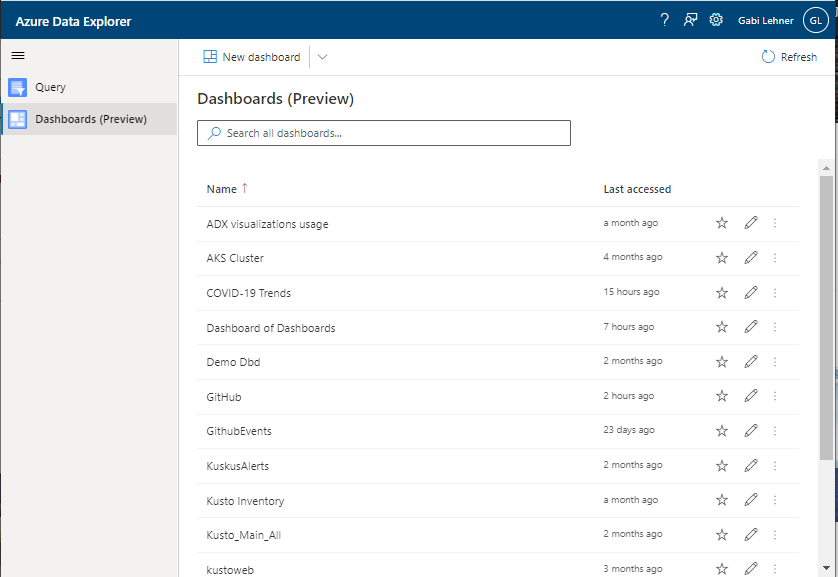 Azure Data Explorer
? Gabi Lehner GL
Query
Dashboards (Preview)
New dashboard
Refresh
Dashboards (Preview)
Search all dashboards...
Name ↑ Last accessed
ADX visualizations usage a month ago
AKS Cluster 4 months ago
COVID-19 Trends 15 hours ago
Dashboard of Dashboards 7 hours ago
Demo Dbd 2 months ago
GitHub 2 hours ago
GithubEvents 23 days ago
KuskusAlerts 2 months ago
Kusto Inventory a month ago
Kusto_Main_All 2 months ago
kustoweb 3 months ago